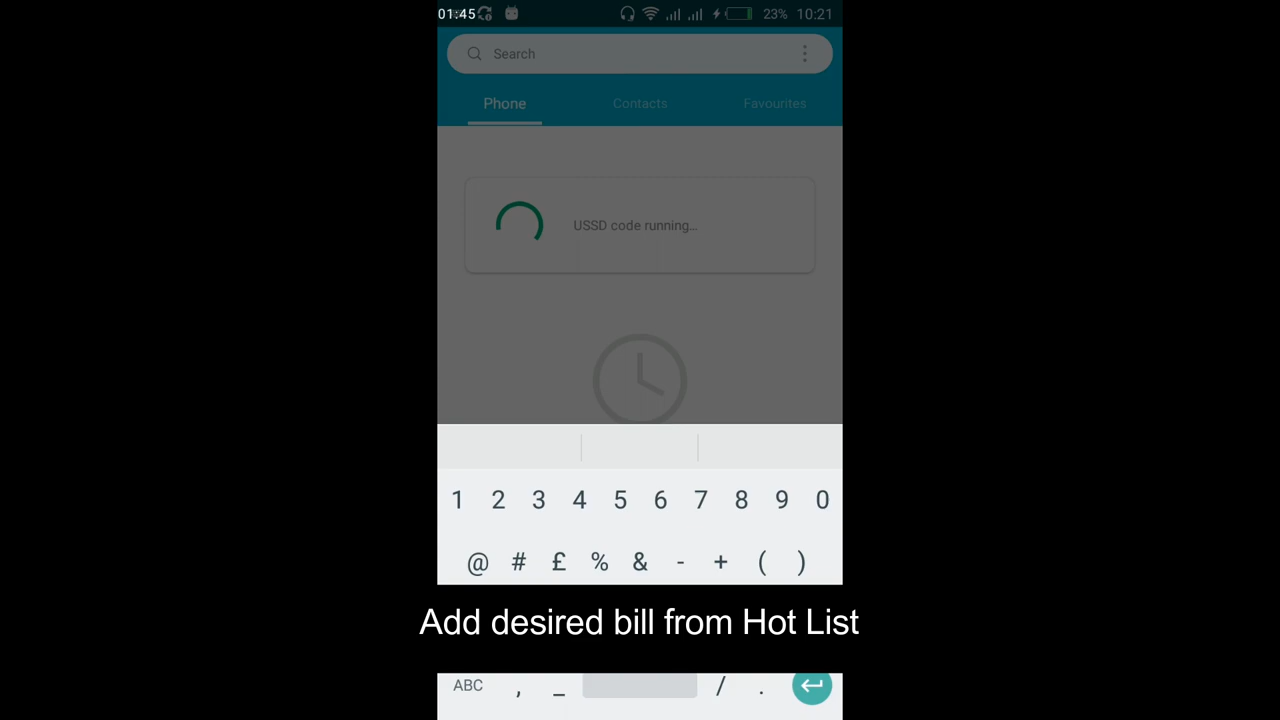 01:45 23% 10:21
Search
Phone Contacts Favourites
USSD code running...
1 2 3 4 5 6 7 8 9 0
@ # £ % & - + ( )
Add desired bill from Hot List
ABC , _ / .